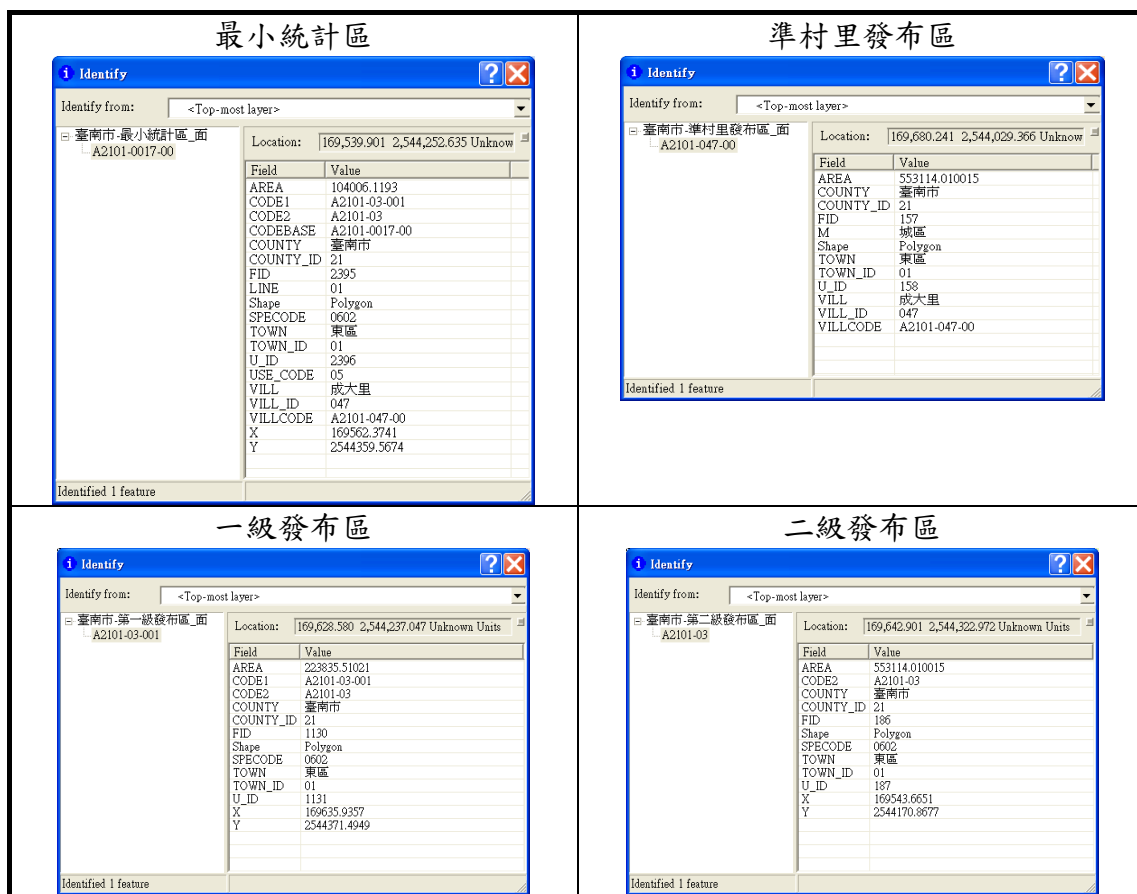 最小統計區
Identify
Identify from: <Top-most layer>
臺南市-最小統計區_面
A2101-0017-00
Location: 169,539.901 2,544,252.635 Unknow
Field Value
AREA 104006.1193
CODE1 A2101-03-001
CODE2 A2101-03
CODEBASE A2101-0017-00
COUNTY 臺南市
COUNTY_ID 21
FID 2395
LINE 01
Shape Polygon
SPECODE 0602
TOWN 東區
TOWN_ID 01
U_ID 2396
USE_CODE 05
VILL 成大里
VILL_ID 047
VILLCODE A2101-047-00
X 169562.3741
Y 2544359.5674
Identified 1 feature
準村里發布區
Identify
Identify from: <Top-most layer>
臺南市-準村里發布區_面
A2101-047-00
Location: 169,680.241 2,544,029.366 Unknow
Field Value
AREA 553114.010015
COUNTY 臺南市
COUNTY_ID 21
FID 157
M 城區
Shape Polygon
TOWN 東區
TOWN_ID 01
U_ID 158
VILL 成大里
VILL_ID 047
VILLCODE A2101-047-00
Identified 1 feature
一級發布區
Identify
Identify from: <Top-most layer>
臺南市-第一級發布區_面
A2101-03-001
Location: 169,628.580 2,544,237.047 Unknown Units
Field Value
AREA 223835.51021
CODE1 A2101-03-001
CODE2 A2101-03
COUNTY 臺南市
COUNTY_ID 21
FID 1130
Shape Polygon
SPECODE 0602
TOWN 東區
TOWN_ID 01
U_ID 1131
X 169635.9357
Y 2544371.4949
Identified 1 feature
二級發布區
Identify
Identify from: <Top-most layer>
臺南市-第二級發布區_面
A2101-03
Location: 169,642.901 2,544,322.972 Unknown Units
Field Value
AREA 553114.010015
CODE2 A2101-03
COUNTY 臺南市
COUNTY_ID 21
FID 186
Shape Polygon
SPECODE 0602
TOWN 東區
TOWN_ID 01
U_ID 187
X 169543.6651
Y 2544170.8677
Identified 1 feature